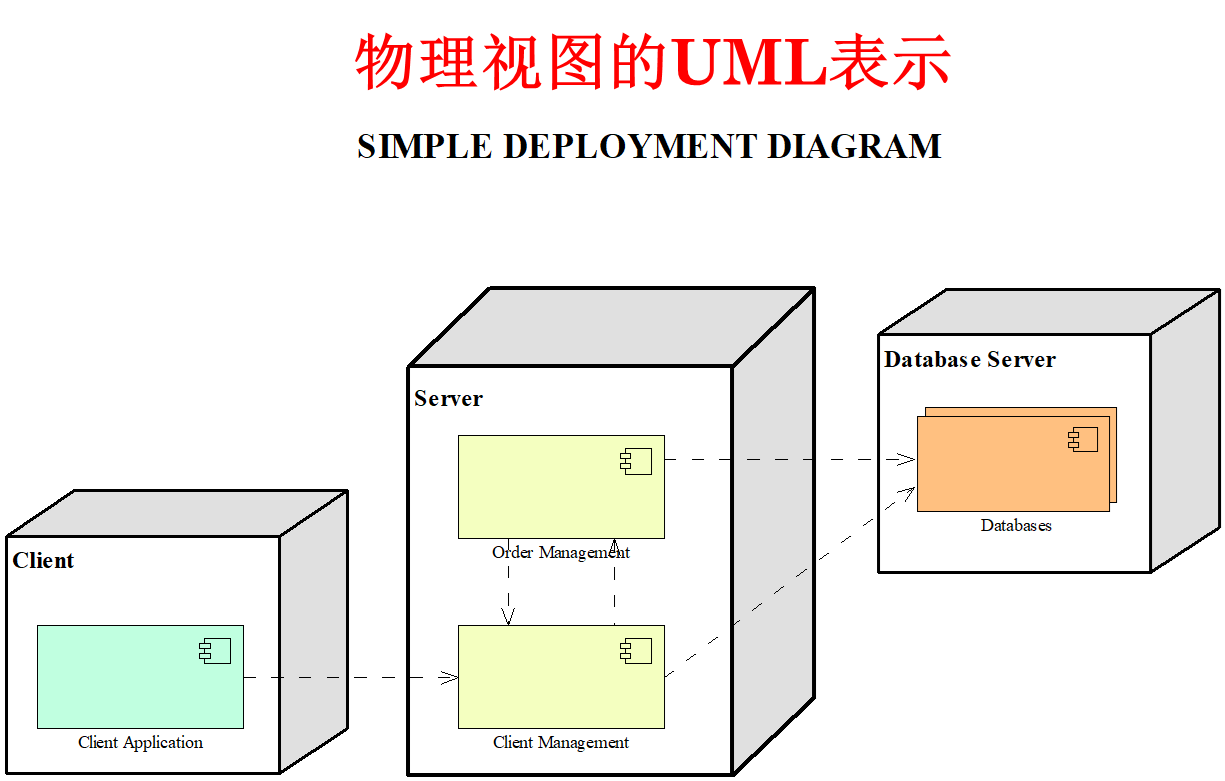 物理视图的UML表示
SIMPLE DEPLOYMENT DIAGRAM
Client
Client Application
Server
Order Management
Client Management
Database Server
Databases